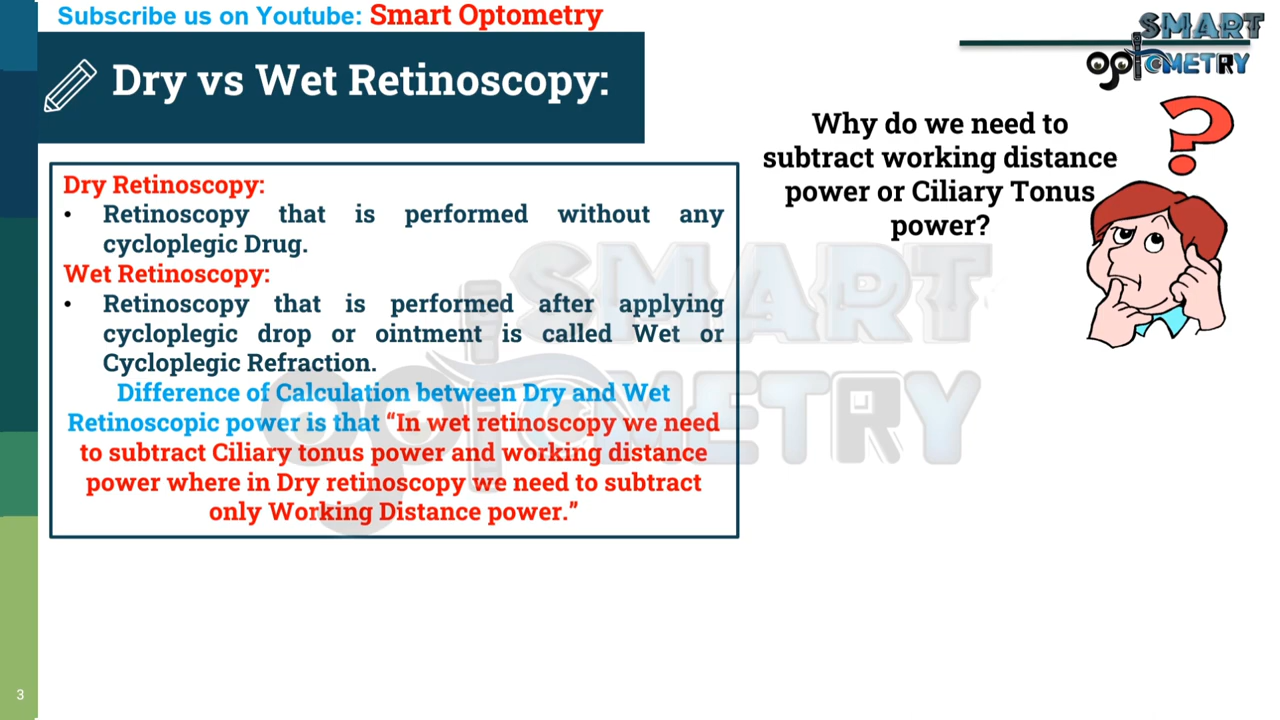 Subscribe us on Youtube: Smart Optometry
SMART
OPTOMETRY
Dry vs Wet Retinoscopy:
Dry Retinoscopy:
• Retinoscopy that is performed without any
cycloplegic Drug.
Wet Retinoscopy:
• Retinoscopy that is performed after applying
cycloplegic drop or ointment is called Wet or
Cycloplegic Refraction.
Difference of Calculation between Dry and Wet
Retinoscopic power is that “In wet retinoscopy we need
to subtract Ciliary tonus power and working distance
power where in Dry retinoscopy we need to subtract
only Working Distance power.”
Why do we need to
subtract working distance
power or Ciliary Tonus
power?
?
SMART
OPTOMETRY
3